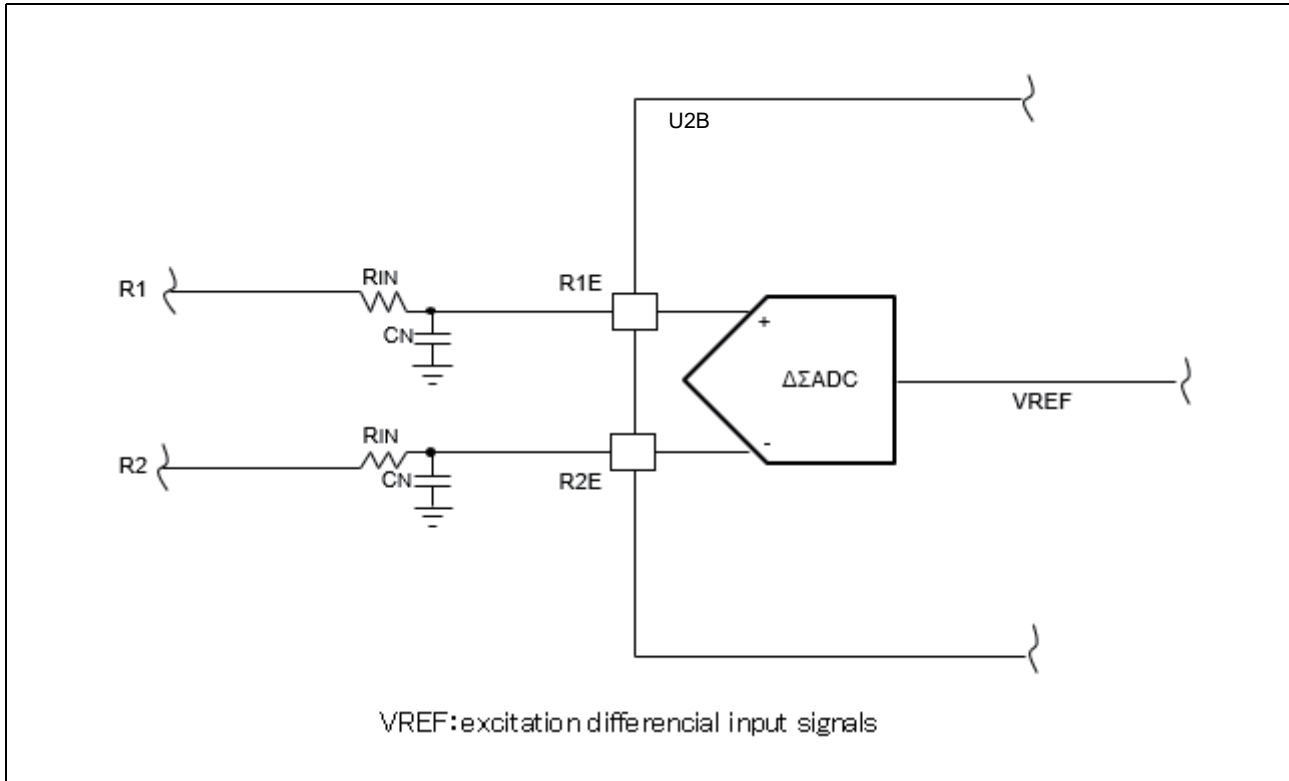 U2B
R1
RIN
R1E
CN
+
ΔΣADC
VREF
-
R2
RIN
CN
R2E
VREF:excitation differencial input signals